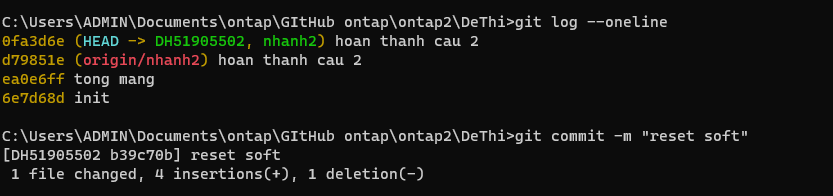 C:\Users\ADMIN\Documents\ontap\GItHub ontap\ontap2\DeThi>git log --oneline
0fa3d6e (HEAD -> DH51905502, nhanh2) hoan thanh cau 2
d79851e (origin/nhanh2) hoan thanh cau 2
ea0e6ff tong mang
6e7d68d init
C:\Users\ADMIN\Documents\ontap\GItHub ontap\ontap2\DeThi>git commit -m "reset soft"
[DH51905502 b39c70b] reset soft
1 file changed, 4 insertions(+), 1 deletion(-)